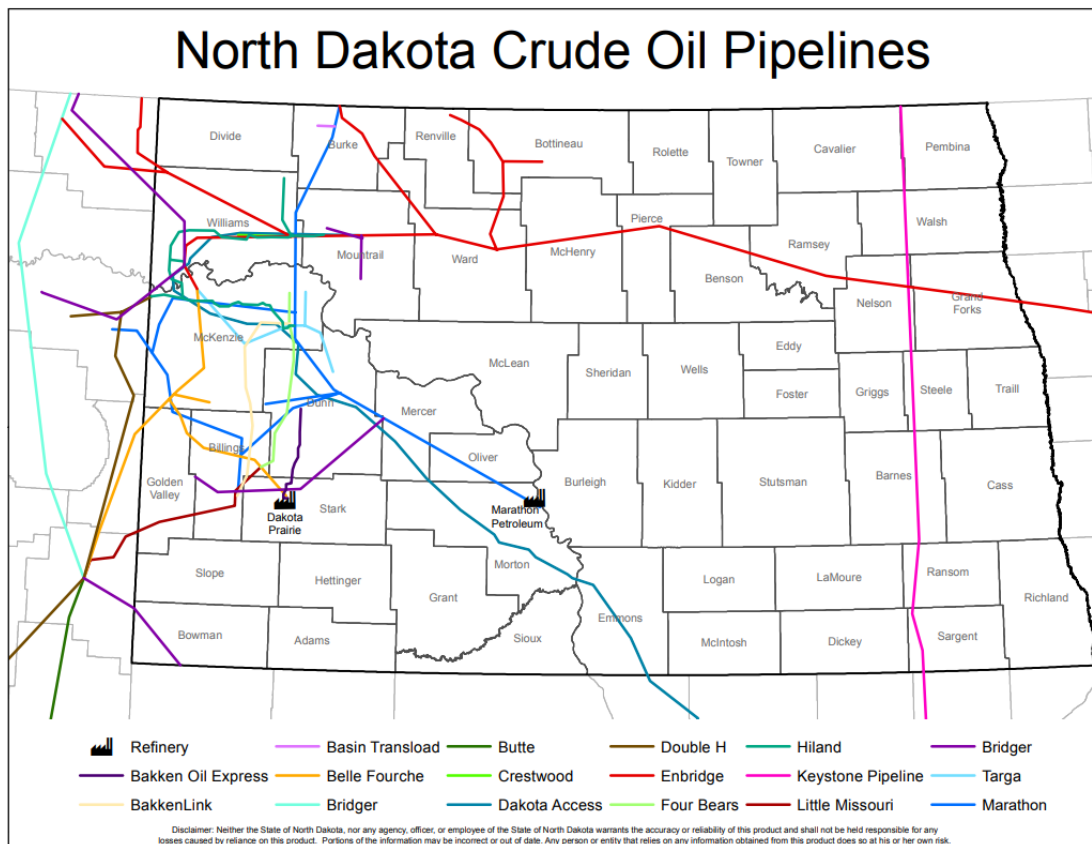 North Dakota Crude Oil Pipelines
Divide
Burke
Renville
Bottineau
Rolette
Towner
Cavalier
Pembina
Williams
Mountrail
Ward
McHenry
Pierce
Benson
Ramsey
Walsh
Nelson
Grand
Forks
McKenzie
McLean
Sheridan
Wells
Eddy
Foster
Griggs
Steele
Traill
Dunn
Mercer
Oliver
Billings
Golden
Valley
Stark
Dakota
Prairie
Marathon
Petroleum
Burleigh
Kidder
Stutsman
Barnes
Cass
Slope
Hettinger
Grant
Morton
Emmons
Logan
LaMoure
Ransom
Richland
Bowman
Adams
Sioux
McIntosh
Dickey
Sargent
Refinery Basin Transload Butte Double H Hiland Bridger
Bakken Oil Express Belle Fourche Crestwood Enbridge Keystone Pipeline Targa
BakkenLink Bridger Dakota Access Four Bears Little Missouri Marathon
Disclaimer: Neither the State of North Dakota, nor any agency, officer, or employee of the State of North Dakota warrants the accuracy or reliability of this product and shall not be held responsible for any
losses caused by reliance on this product. Portions of the information may be incorrect or out of date. Any person or entity that relies on any information obtained from this product does so at his or her own risk.